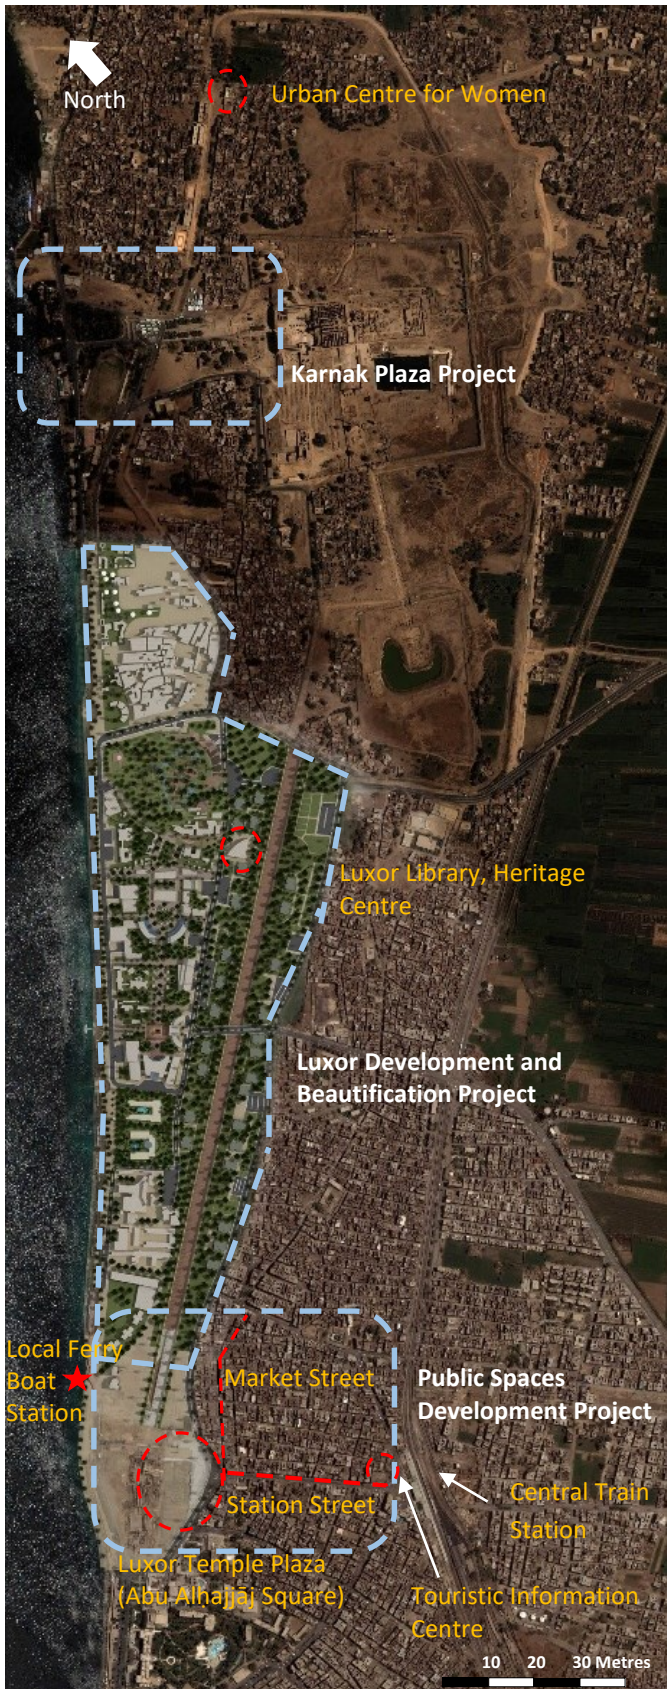 North
Urban Centre for Women
Karnak Plaza Project
Luxor Library, Heritage
Centre
Luxor Development and
Beautification Project
Local Ferry
Boat
Station
Market Street
Public Spaces
Development Project
Station Street
Central Train
Station
Luxor Temple Plaza
(Abu Alhajjāj Square)
Touristic Information
Centre
10 20 30 Metres